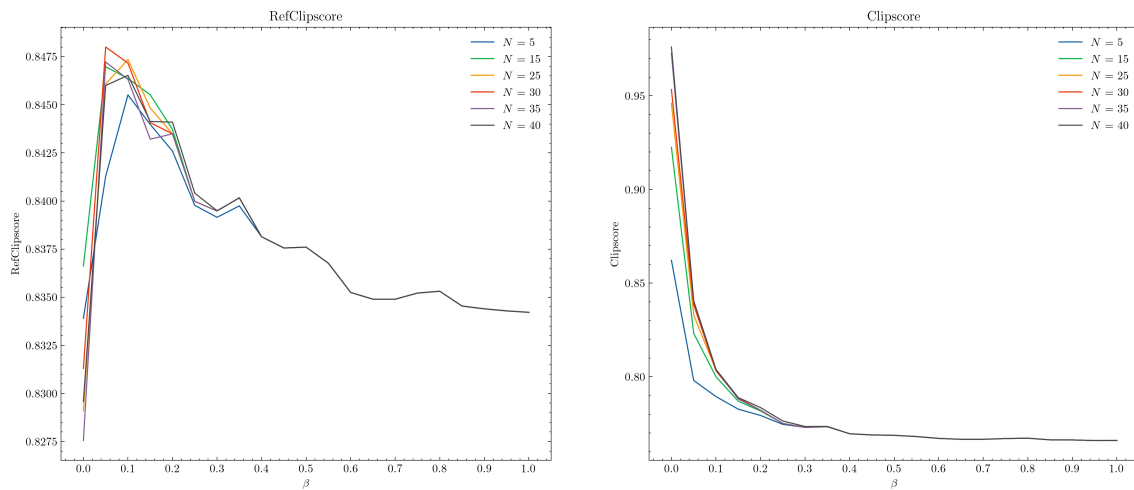 RefClipscore
RefClipscore
0.8475
0.8450
0.8425
0.8400
0.8375
0.8350
0.8325
0.8300
0.8275
0.0 0.1 0.2 0.3 0.4 0.5 0.6 0.7 0.8 0.9 1.0
β
N = 5
N = 15
N = 25
N = 30
N = 35
N = 40
Clipscore
Clipscore
0.95
0.90
0.85
0.80
0.0 0.1 0.2 0.3 0.4 0.5 0.6 0.7 0.8 0.9 1.0
β
N = 5
N = 15
N = 25
N = 30
N = 35
N = 40